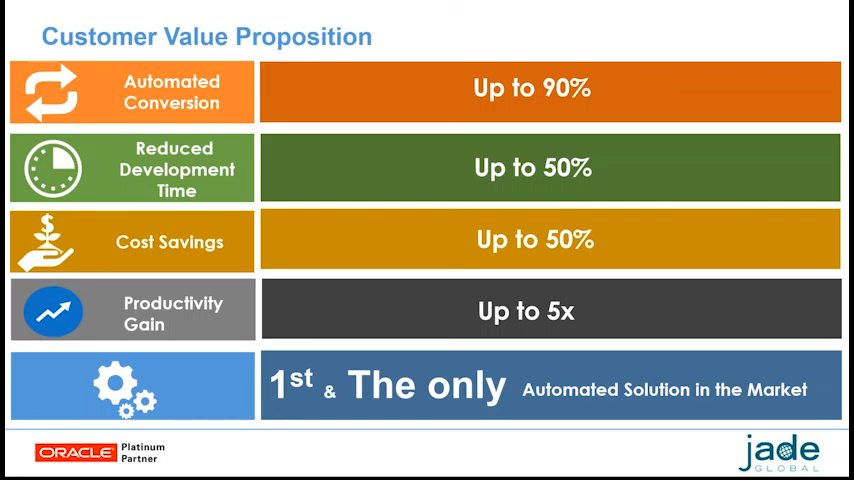 Customer Value Proposition
Automated
Conversion
Up to 90%
Reduced
Development
Time
Up to 50%
Cost Savings
Up to 50%
Productivity
Gain
Up to 5x
1st & The only Automated Solution in the Market
ORACLE Platinum
Partner
jade
GLOBAL